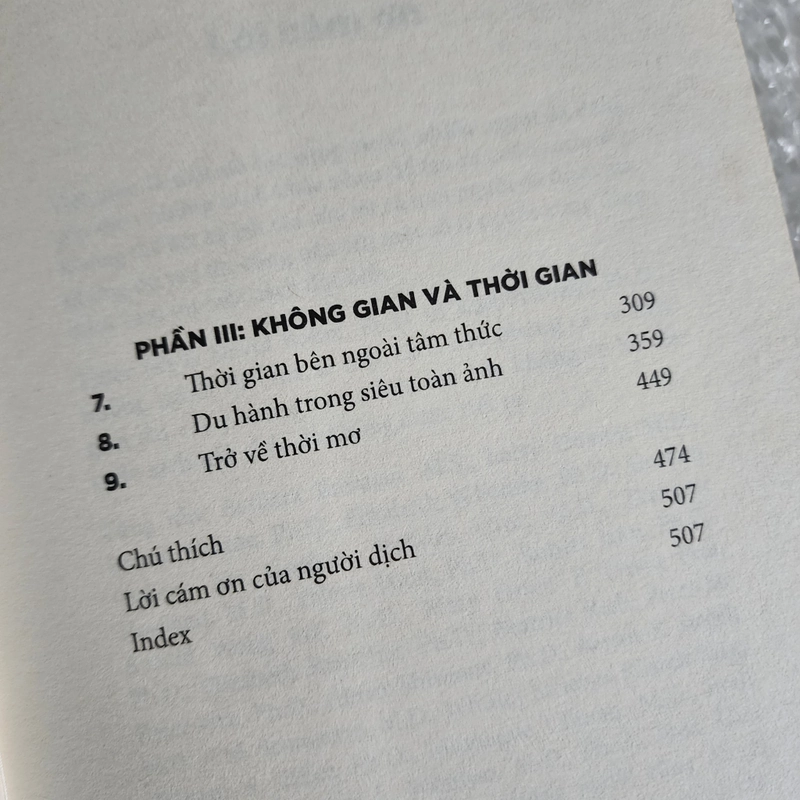 PHẦN III: KHÔNG GIAN VÀ THỜI GIAN
7. Thời gian bên ngoài tâm thức 309
8. Du hành trong siêu toàn ảnh 359
9. Trở về thời mơ 449
Chú thích 474
Lời cám ơn của người dịch 507
Index 507